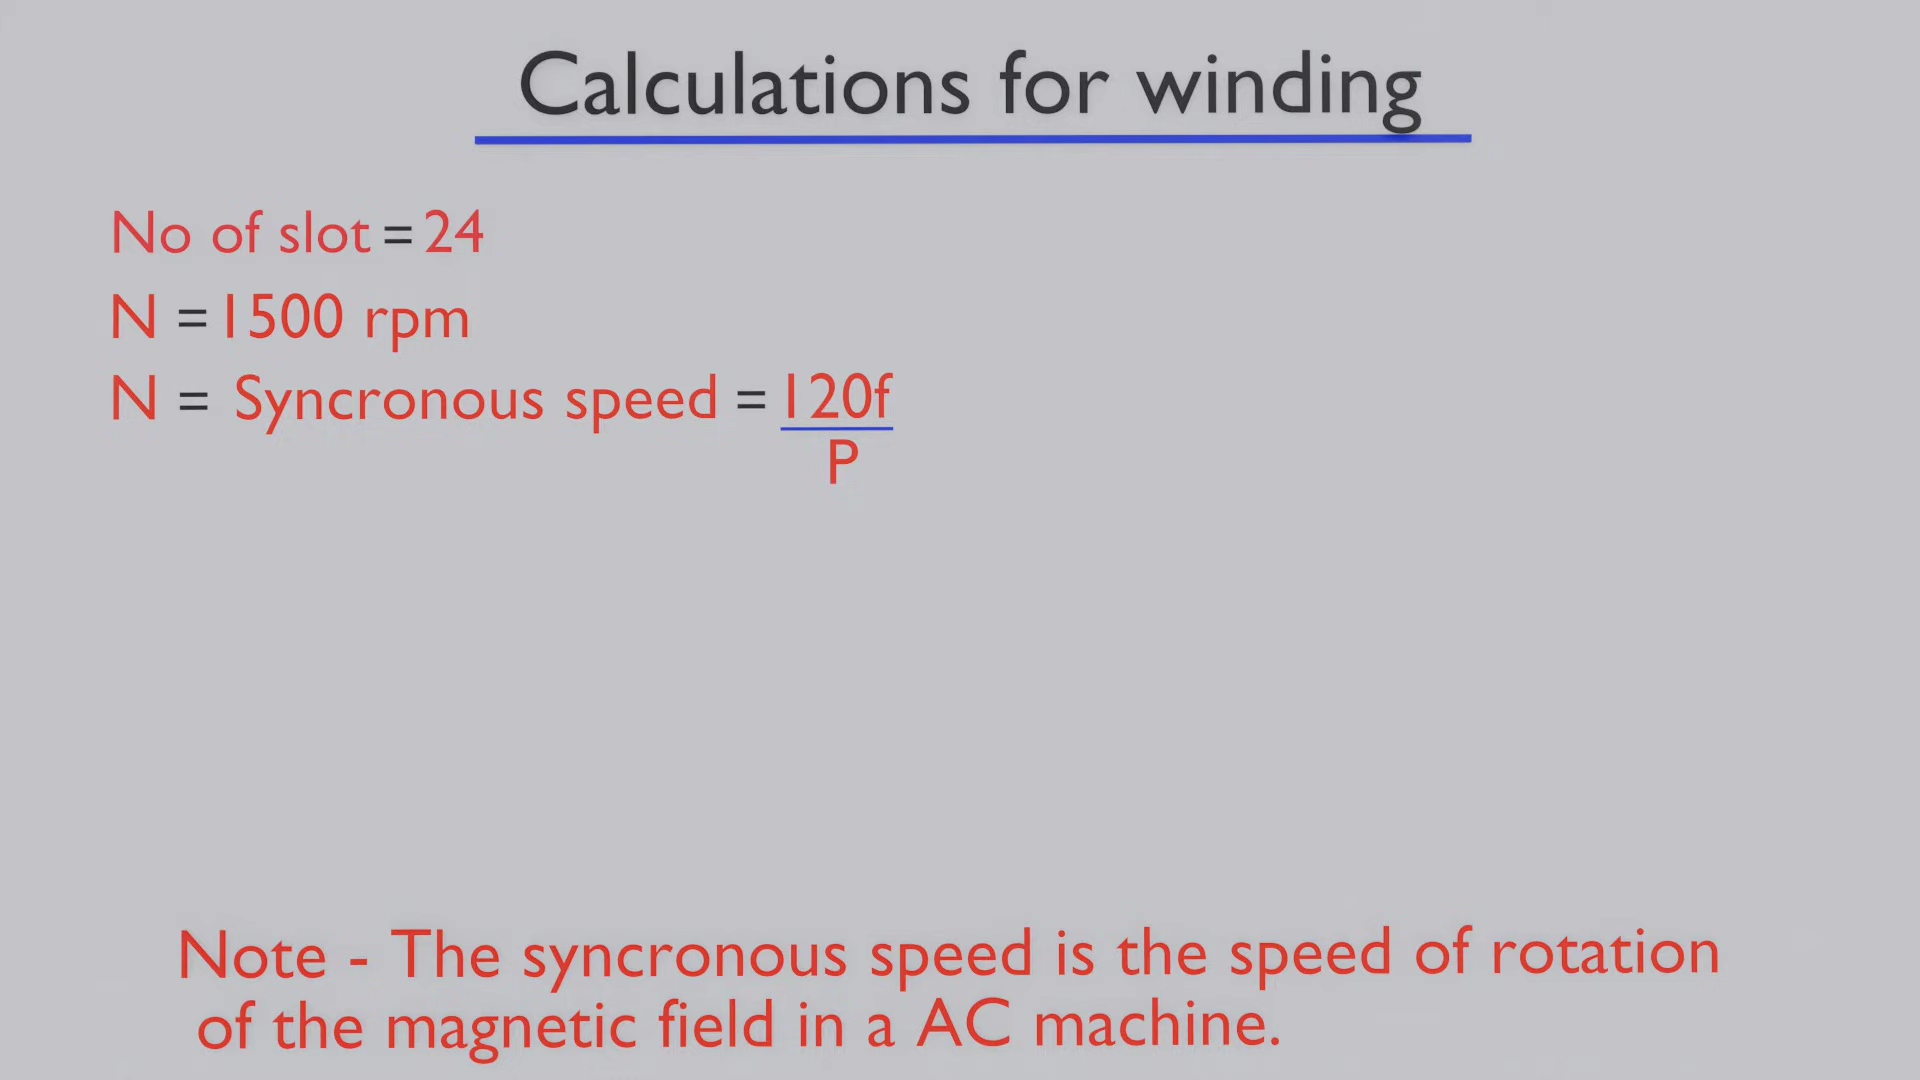 Calculations for winding
No of slot = 24
N = 1500 rpm
N = Syncronous speed = 120f
P
Note - The syncronous speed is the speed of rotation
of the magnetic field in a AC machine.